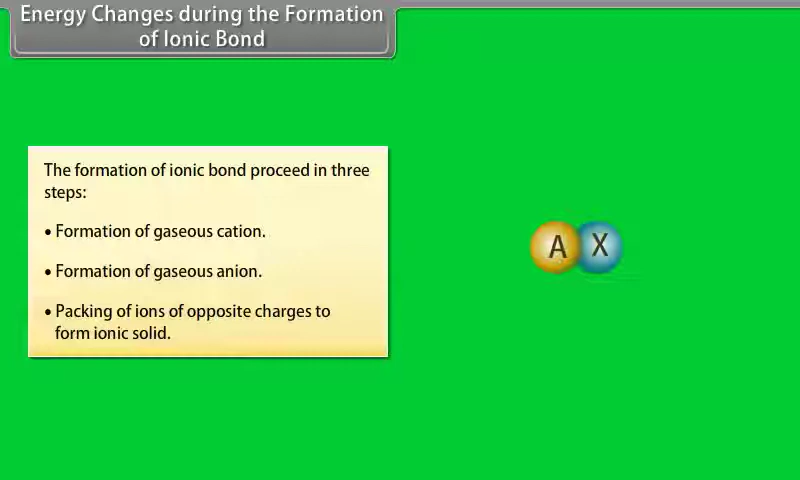 Energy Changes during the Formation
of Ionic Bond
The formation of ionic bond proceed in three
steps:
• Formation of gaseous cation.
• Formation of gaseous anion.
• Packing of ions of opposite charges to
form ionic solid.
A X